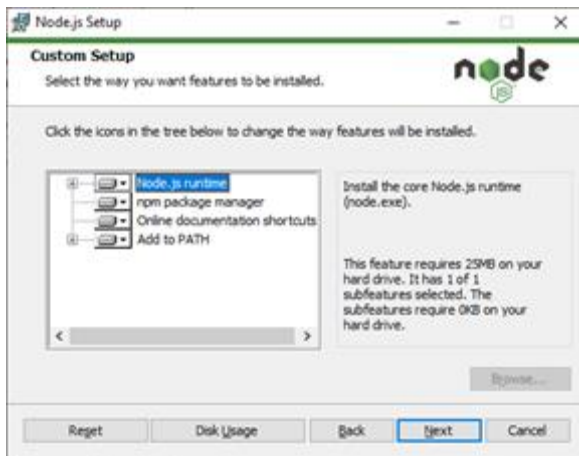 Node.js Setup
Custom Setup
Select the way you want features to be installed.
node
JS
Click the icons in the tree below to change the way features will be installed.
Node.js runtime
npm package manager
Online documentation shortcuts
Add to PATH
Install the core Node.js runtime
(node.exe).
This feature requires 25MB on your
hard drive. It has 1 of 1
subfeatures selected. The
subfeatures require 0KB on your
hard drive.
Browse...
Reset Disk Usage Back Next Cancel